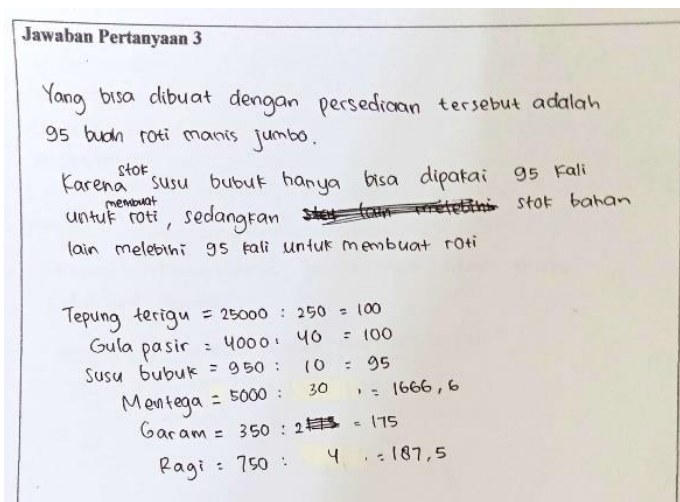 Jawaban Pertanyaan 3
Yang bisa dibuat dengan persediaan tersebut adalah
95 buah roti manis jumbo.
Karena stok susu bubuk hanya bisa dipakai 95 kali
untuk membuat roti, sedangkan stok bahan
lain melebihi 95 kali untuk membuat roti
Tepung terigu = 25000 : 250 = 100
Gula pasir = 4000 : 40 = 100
Susu bubuk = 950 : 10 = 95
Mentega = 5000 : 30 = 1666,6
Garam = 350 : 2 = 175
Ragi = 750 : 4 = 187,5